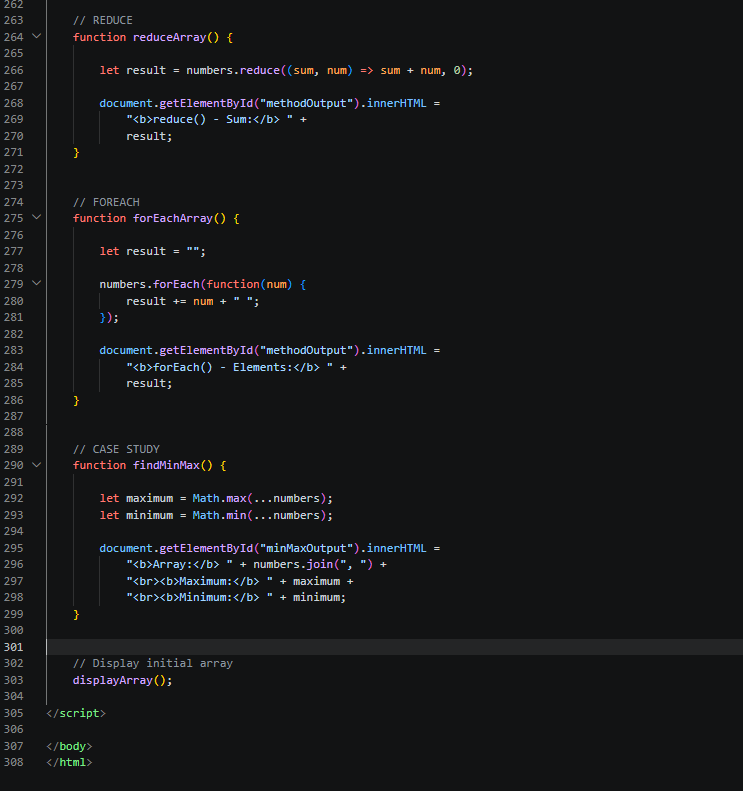 262
263 // REDUCE
264 function reduceArray() {
265
266 let result = numbers.reduce((sum, num) => sum + num, 0);
267
268 document.getElementById("methodOutput").innerHTML =
269 "<b>reduce() - Sum:</b> " +
270 result;
271 }
272
273
274 // FOREACH
275 function forEachArray() {
276
277 let result = "";
278
279 numbers.forEach(function(num) {
280 result += num + " ";
281 });
282
283 document.getElementById("methodOutput").innerHTML =
284 "<b>forEach() - Elements:</b> " +
285 result;
286 }
287
288
289 // CASE STUDY
290 function findMinMax() {
291
292 let maximum = Math.max(...numbers);
293 let minimum = Math.min(...numbers);
294
295 document.getElementById("minMaxOutput").innerHTML =
296 "<b>Array:</b> " + numbers.join(", ") +
297 "<br><b>Maximum:</b> " + maximum +
298 "<br><b>Minimum:</b> " + minimum;
299 }
300
301
302 // Display initial array
303 displayArray();
304
305 </script>
306
307 </body>
308 </html>